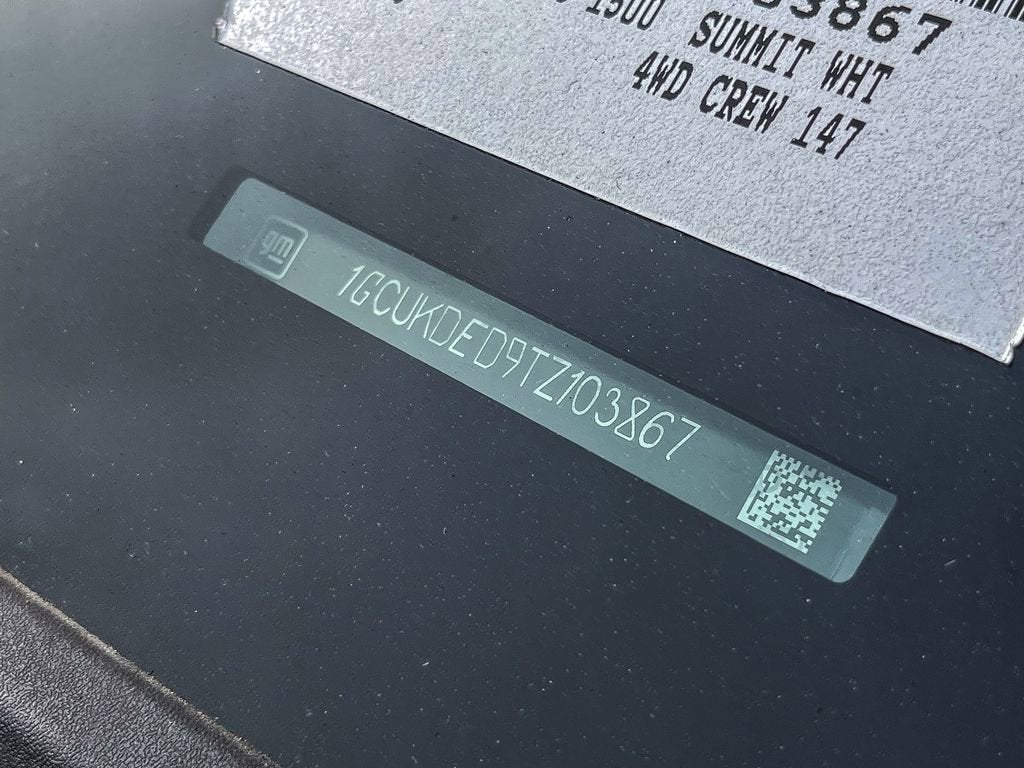 1500
3867
SUMMIT WHT
4WD CREW 147
gm
1GCUKDED9TZ103867